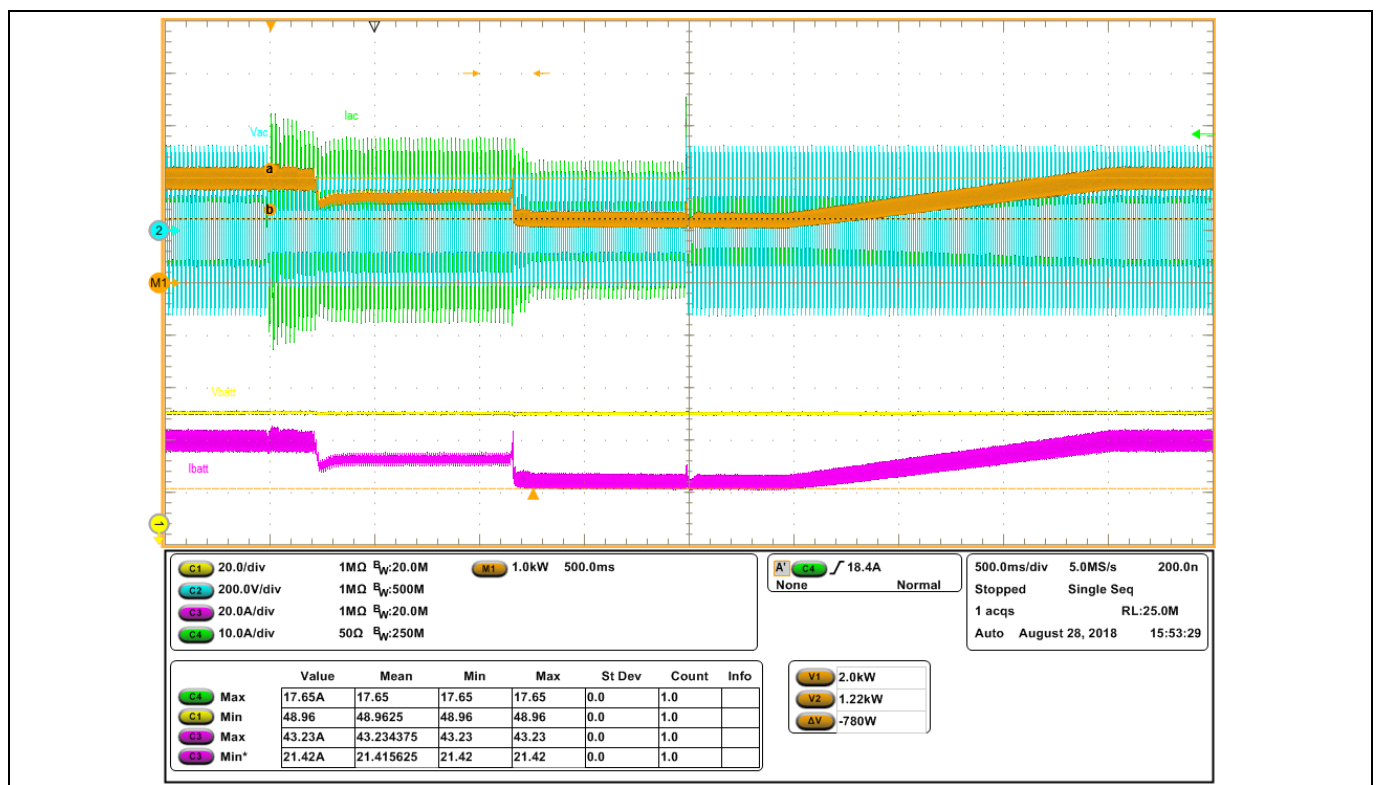 Iac
Vac
a
b
2
M1
Vbatt
Ibatt
1
C1 20.0/div 1MΩ BW:20.0M M1 1.0kW 500.0ms
C2 200.0V/div 1MΩ BW:500M
C3 20.0A/div 1MΩ BW:20.0M
C4 10.0A/div 50Ω BW:250M
A' C4 18.4A
None Normal
500.0ms/div 5.0MS/s 200.0n
Stopped Single Seq
1 acqs RL:25.0M
Auto August 28, 2018 15:53:29
Value Mean Min Max St Dev Count Info
C4 Max 17.65A 17.65 17.65 17.65 0.0 1.0
C1 Min 48.96 48.9625 48.96 48.96 0.0 1.0
C3 Max 43.23A 43.234375 43.23 43.23 0.0 1.0
C3 Min* 21.42A 21.415625 21.42 21.42 0.0 1.0
V1 2.0kW
V2 1.22kW
ΔV -780W